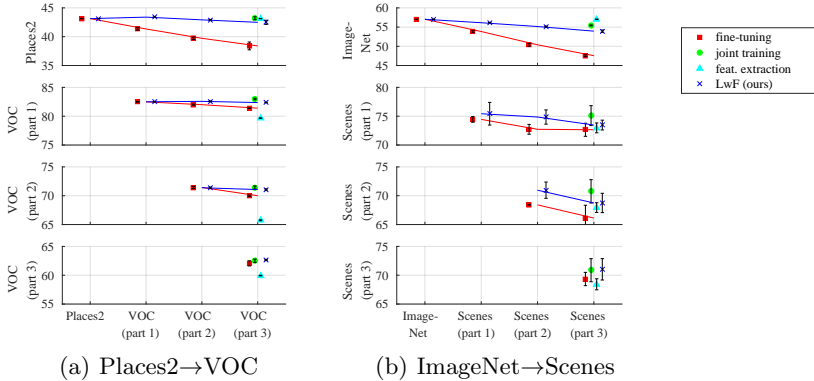 Places2
45
40
35
VOC
(part 1)
85
80
75
VOC
(part 2)
75
70
65
VOC
(part 3)
65
60
55
Places2
VOC
(part 1)
VOC
(part 2)
VOC
(part 3)
(a) Places2→VOC
Image-
Net
60
55
50
45
Scenes
(part 1)
80
75
70
Scenes
(part 2)
75
70
65
Scenes
(part 3)
75
70
65
Image-
Net
Scenes
(part 1)
Scenes
(part 2)
Scenes
(part 3)
(b) ImageNet→Scenes
fine-tuning
joint training
feat. extraction
LwF (ours)